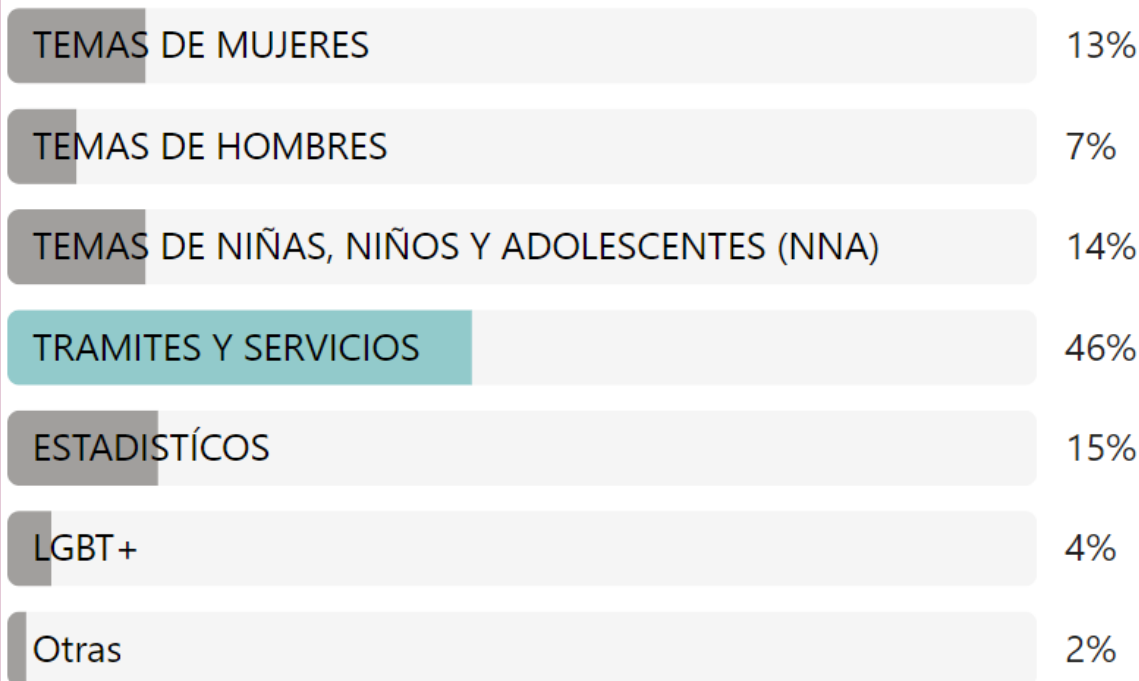 TEMAS DE MUJERES 13%
TEMAS DE HOMBRES 7%
TEMAS DE NIÑAS, NIÑOS Y ADOLESCENTES (NNA) 14%
TRAMITES Y SERVICIOS 46%
ESTADISTÍCOS 15%
LGBT+ 4%
Otras 2%